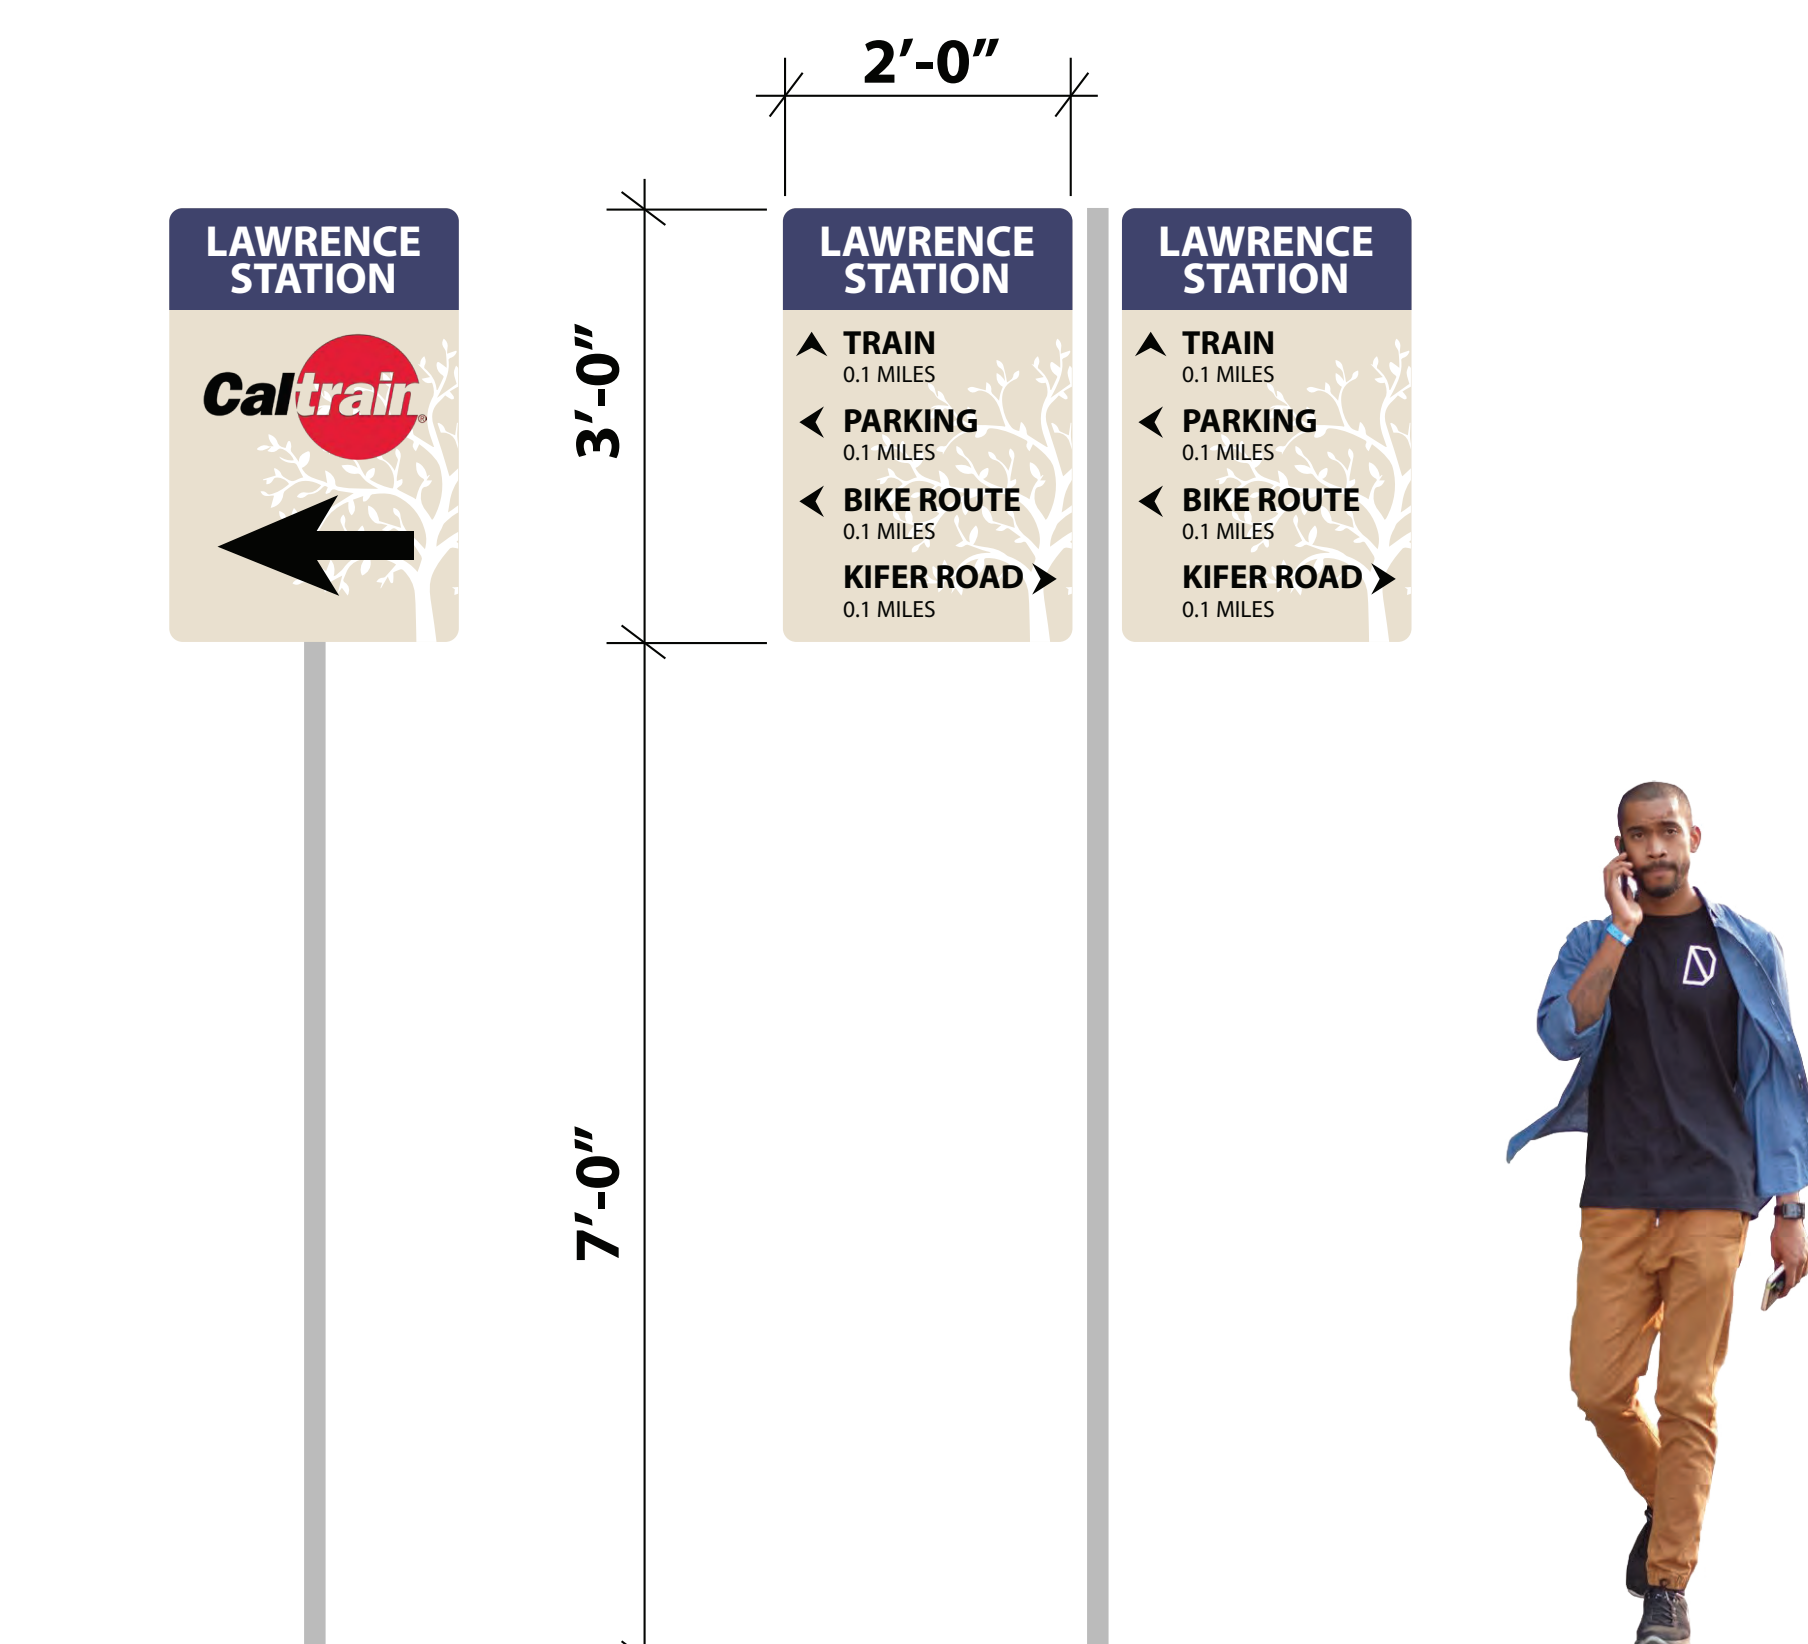 2’-0”
LAWRENCE
STATION
Caltrain®
3’-0”
LAWRENCE
STATION
TRAIN
0.1 MILES
PARKING
0.1 MILES
BIKE ROUTE
0.1 MILES
KIFER ROAD
0.1 MILES
LAWRENCE
STATION
TRAIN
0.1 MILES
PARKING
0.1 MILES
BIKE ROUTE
0.1 MILES
KIFER ROAD
0.1 MILES
7’-0”